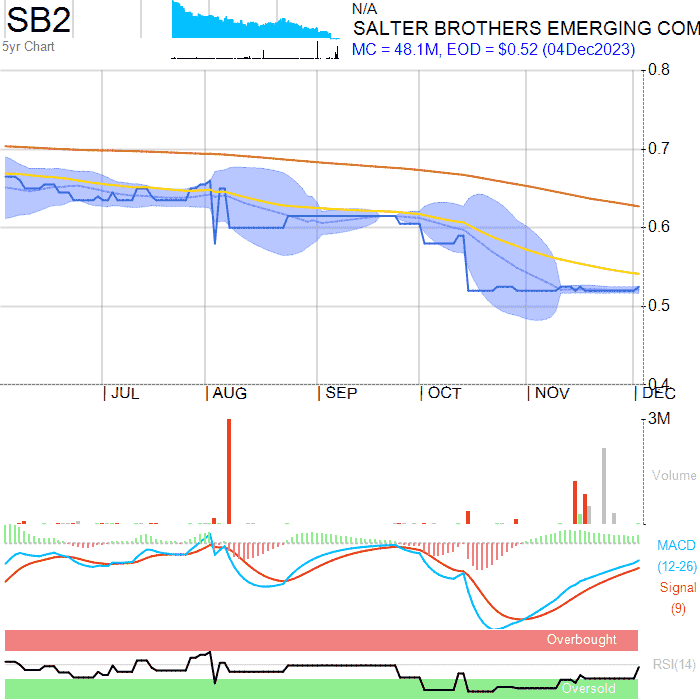 SB2
5yr Chart
N/A
SALTER BROTHERS EMERGING COM
MC = 48.1M, EOD = $0.52 (04Dec2023)
0.8
0.7
0.6
0.5
0.4
JUL
AUG
SEP
OCT
NOV
DEC
3M
Volume
MACD
(12-26)
Signal
(9)
Overbought
RSI(14)
Oversold